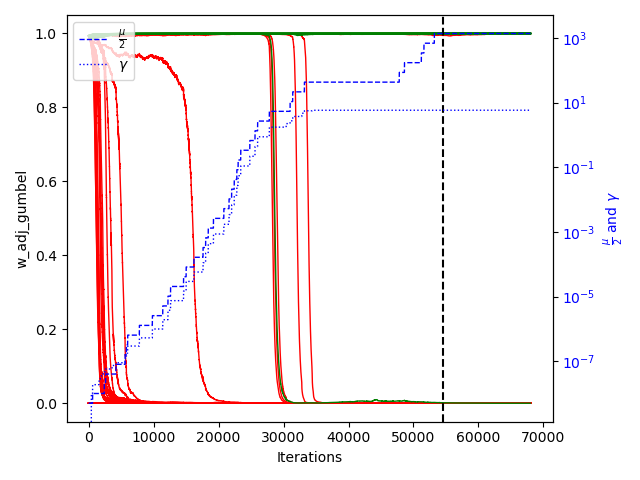 μ/2
γ
w_adj_gumbel
1.0
0.8
0.6
0.4
0.2
0.0
10^3
10^1
10^-1
10^-3
10^-5
10^-7
μ/2 and γ
0 10000 20000 30000 40000 50000 60000 70000
Iterations